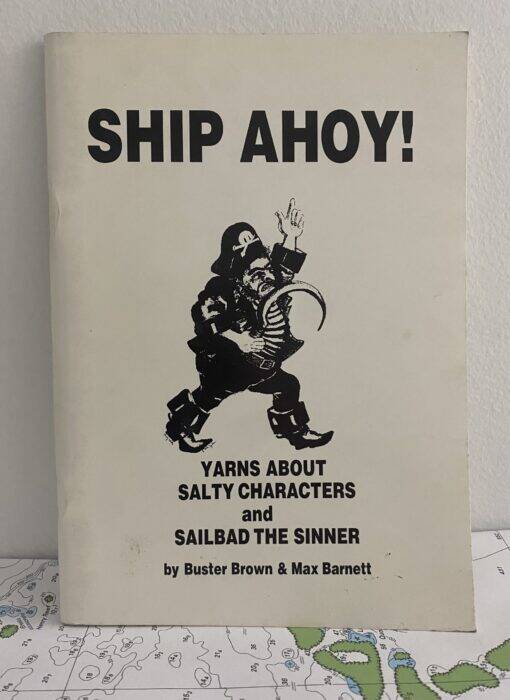 SHIP AHOY!
YARNS ABOUT
SALTY CHARACTERS
and
SAILBAD THE SINNER
by Buster Brown & Max Barnett